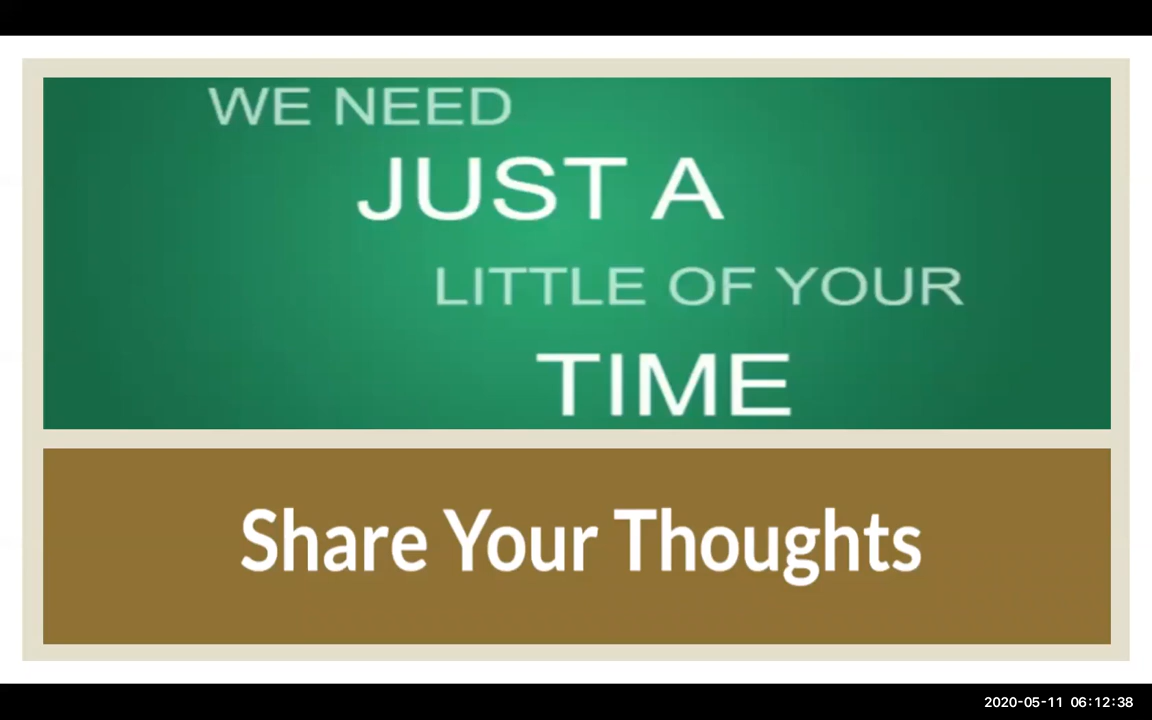 WE NEED
JUST A
LITTLE OF YOUR
TIME
Share Your Thoughts
2020-05-11 06:12:38